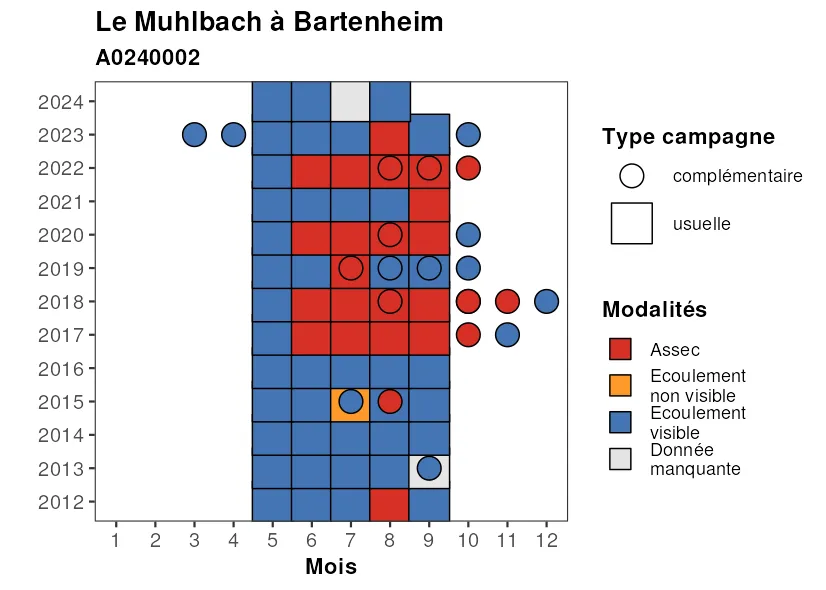 Le Muhlbach à Bartenheim
A0240002
2024
2023
2022
2021
2020
2019
2018
2017
2016
2015
2014
2013
2012
1 2 3 4 5 6 7 8 9 10 11 12
Mois
Type campagne
complémentaire
usuelle
Modalités
Assec
Ecoulement
non visible
Ecoulement
visible
Donnée
manquante